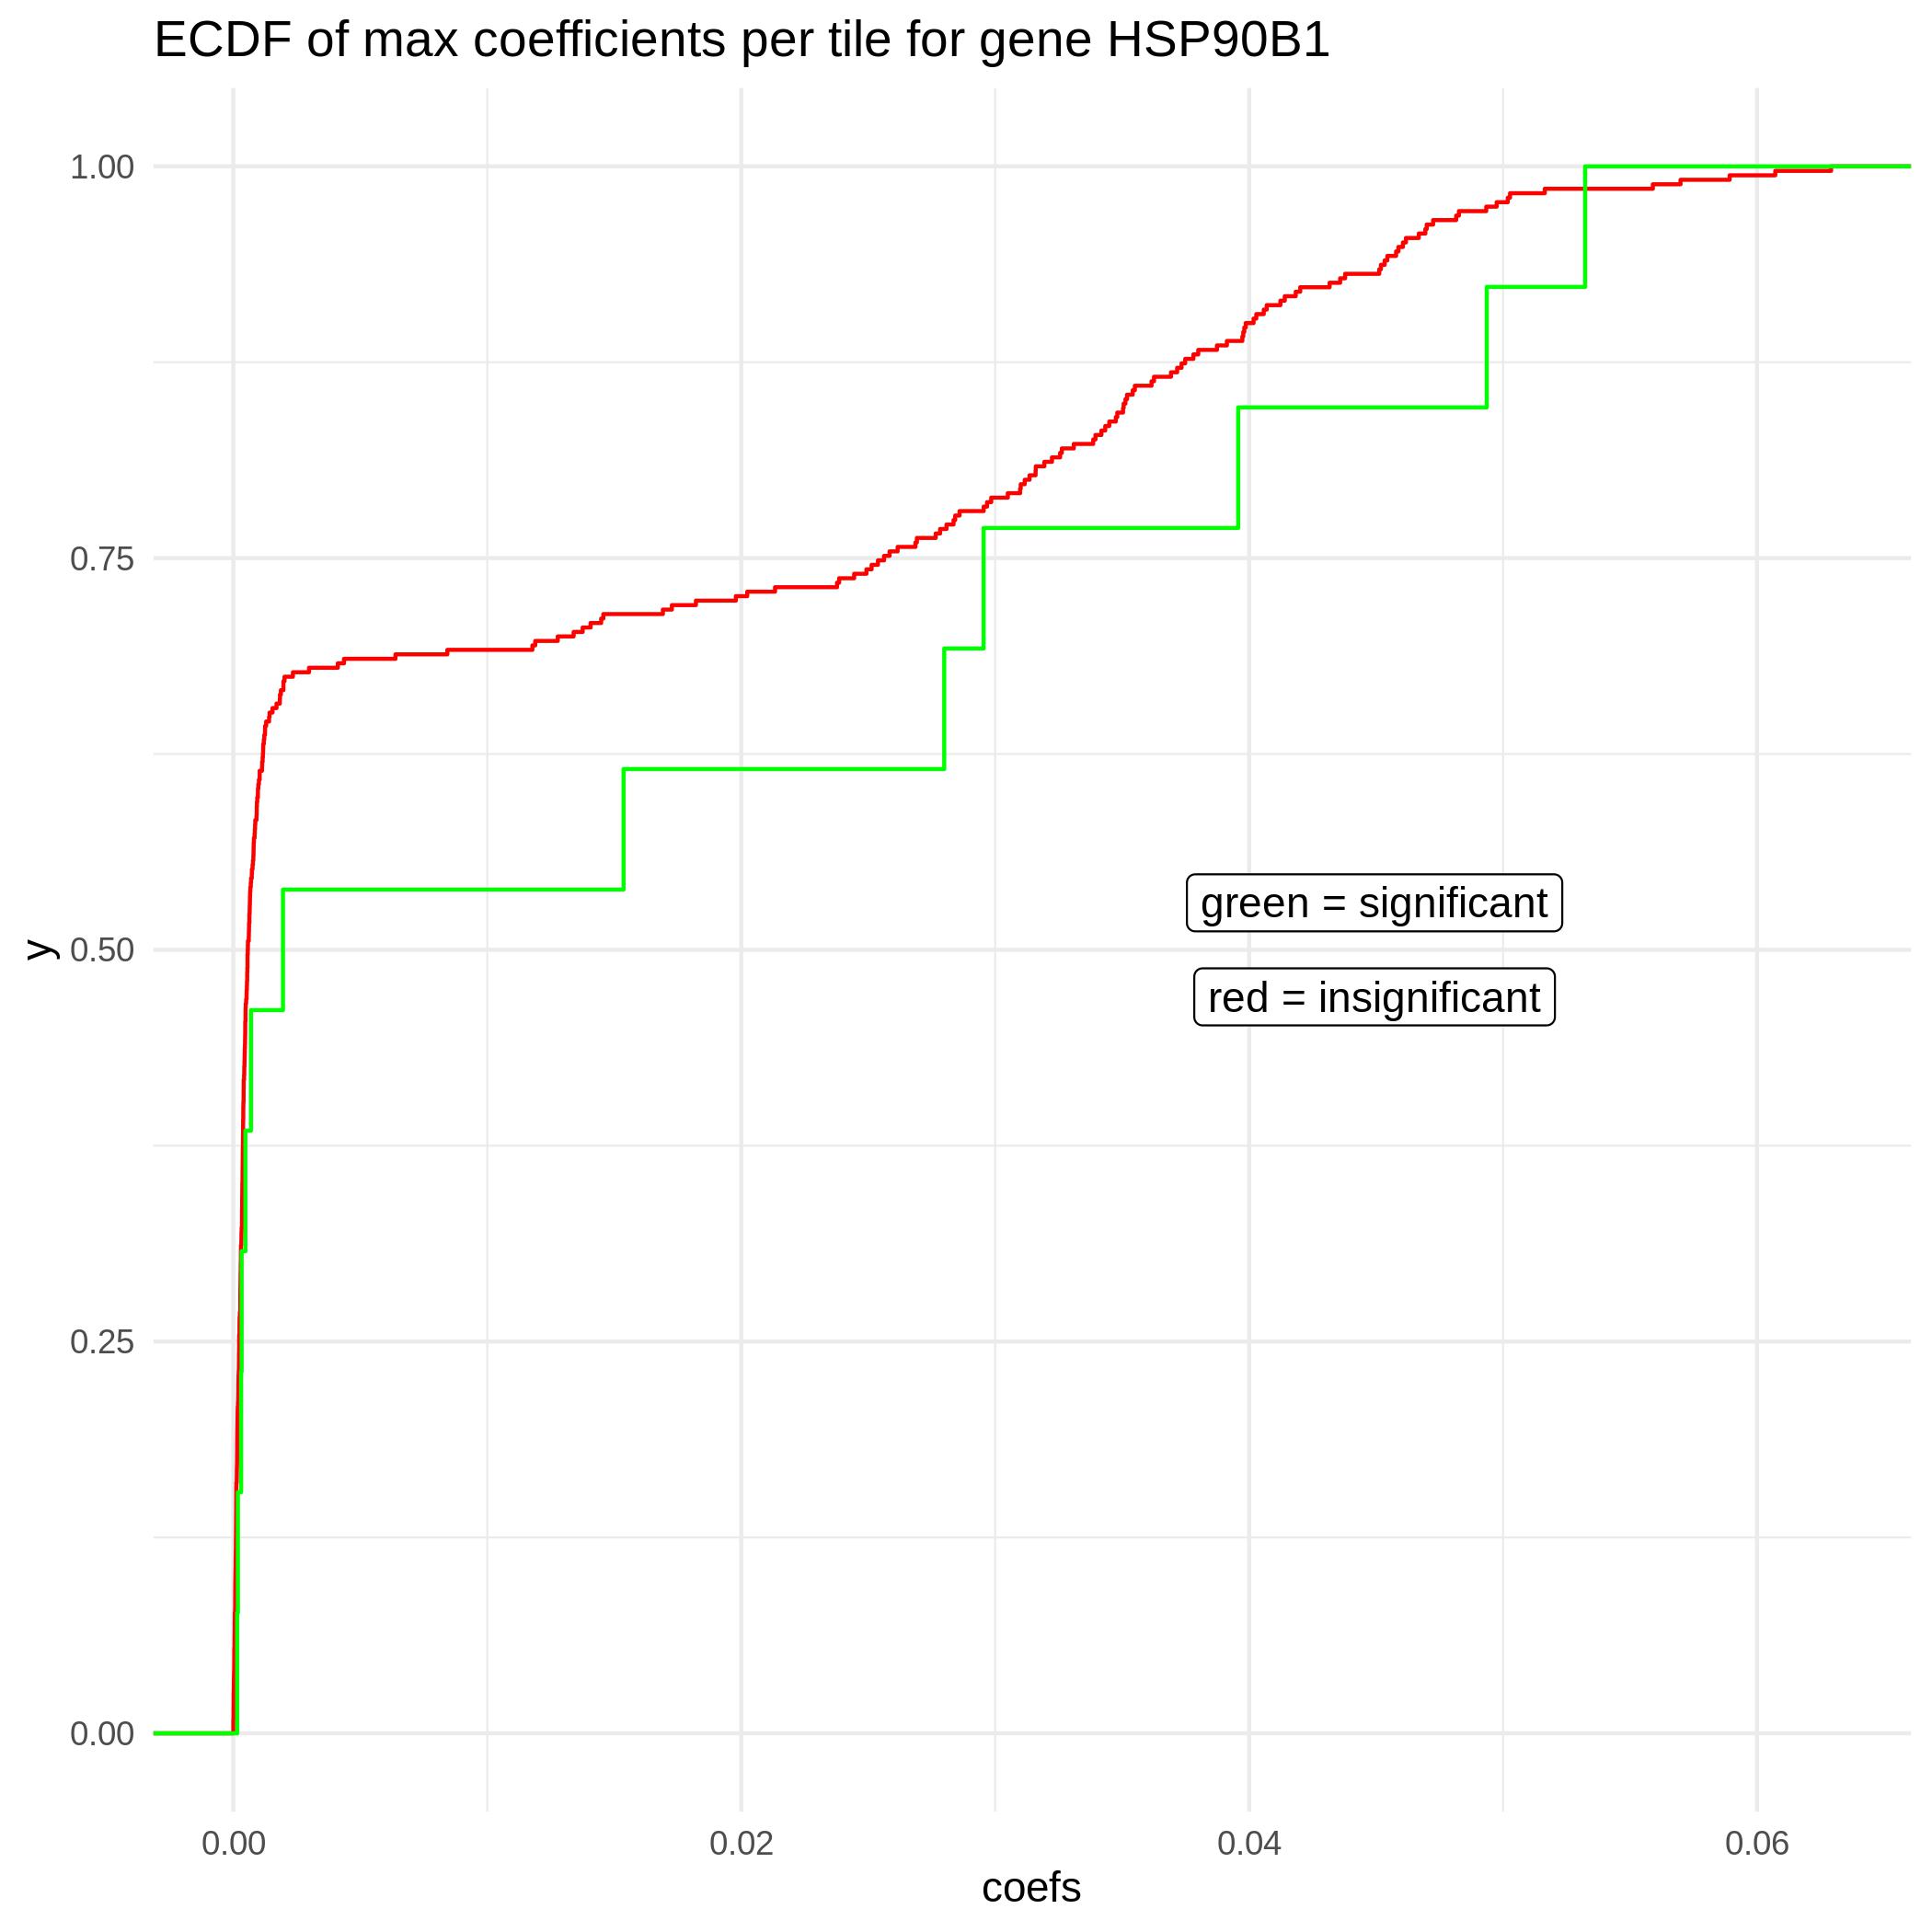 ECDF of max coefficients per tile for gene HSP90B1
1.00
0.75
0.50
0.25
0.00
y
green = significant
red = insignificant
0.00 0.02 0.04 0.06
coefs